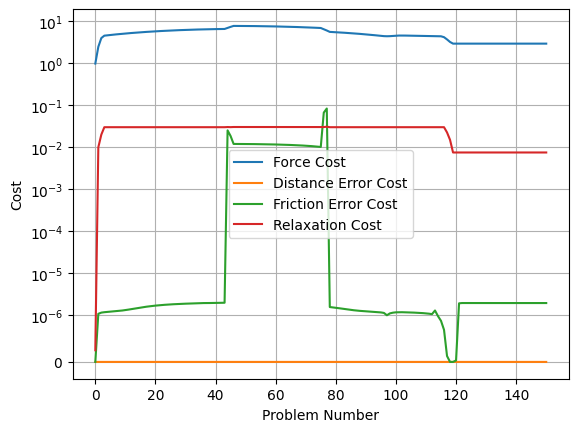 10¹
10⁰
10⁻¹
10⁻²
10⁻³
10⁻⁴
10⁻⁵
10⁻⁶
0
Cost
Force Cost
Distance Error Cost
Friction Error Cost
Relaxation Cost
0 20 40 60 80 100 120 140
Problem Number